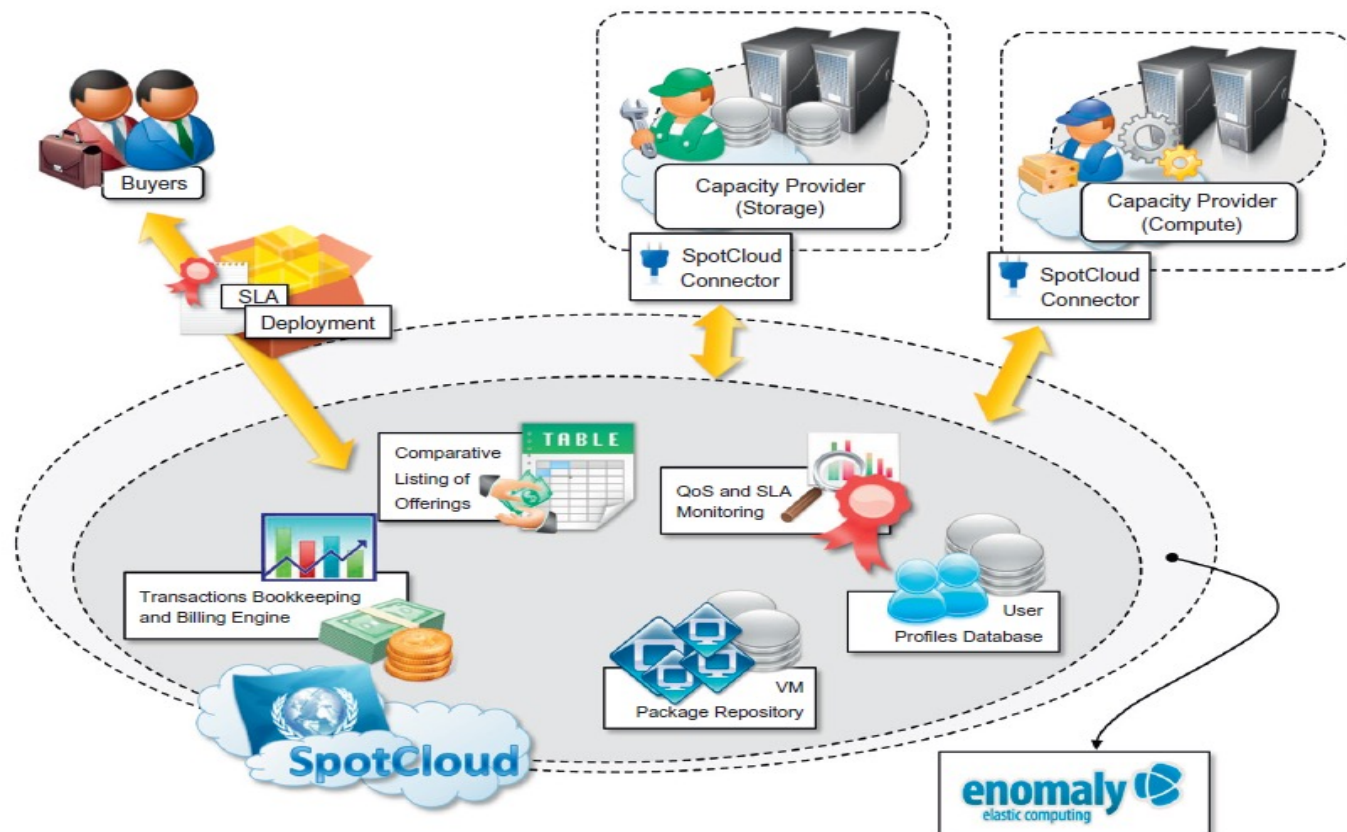 Buyers
SLA
Deployment
Capacity Provider
(Storage)
SpotCloud
Connector
Capacity Provider
(Compute)
SpotCloud
Connector
Comparative
Listing of
Offerings
TABLE
QoS and SLA
Monitoring
Transactions Bookkeeping
and Billing Engine
User
Profiles Database
VM
Package Repository
SpotCloud
enomaly
elastic computing